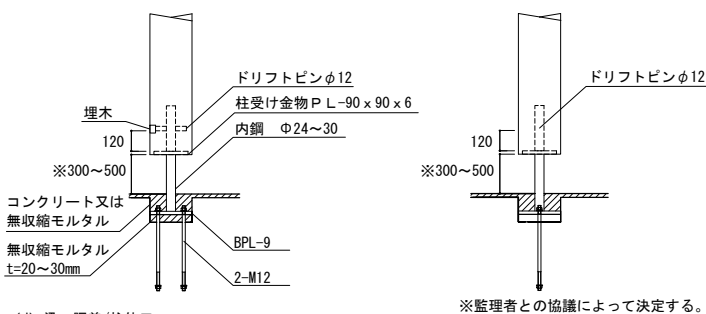 ドリフトピンφ12
柱受け金物ＰＬ-90ｘ90ｘ6
内鋼　Φ24～30
埋木
120
※300～500
コンクリート又は
無収縮モルタル
無収縮モルタル
t=20～30mm
BPL-9
2-M12
ドリフトピンφ12
120
※300～500
※監理者との協議によって決定する。